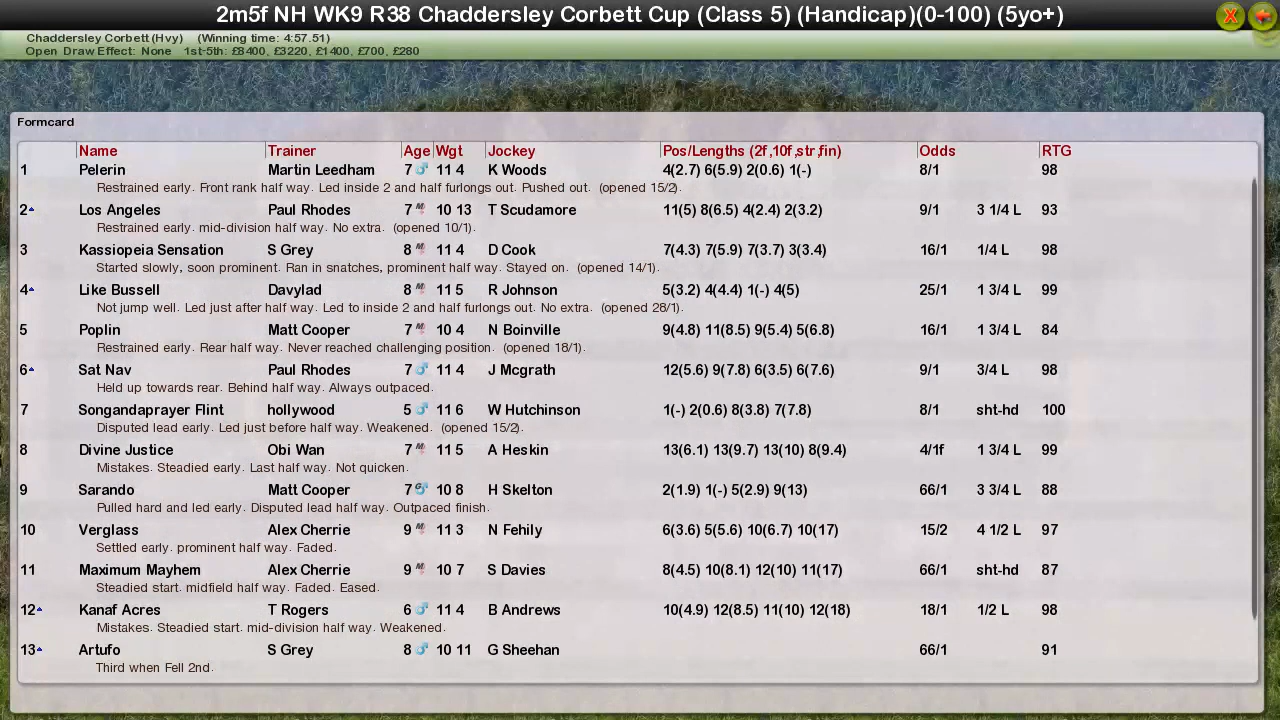 2m5f NH WK9 R38 Chaddersley Corbett Cup (Class 5) (Handicap)(0-100) (5yo+)
Chaddersley Corbett (Hvy) (Winning time: 4:57.51)
Open Draw Effect: None 1st-5th: £8400, £3220, £1400, £700, £280
Formcard
Name Trainer Age Wgt Jockey Pos/Lengths (2f,10f,str,fin) Odds RTG
1 Pelerin Martin Leedham 7 11 4 K Woods 4(2.7) 6(5.9) 2(0.6) 1(-) 8/1 98
Restrained early. Front rank half way. Led inside 2 and half furlongs out. Pushed out. (opened 15/2).
2 Los Angeles Paul Rhodes 7 10 13 T Scudamore 11(5) 8(6.5) 4(2.4) 2(3.2) 9/1 3 1/4 L 93
Restrained early. mid-division half way. No extra. (opened 10/1).
3 Kassiopeia Sensation S Grey 8 11 4 D Cook 7(4.3) 7(5.9) 7(3.7) 3(3.4) 16/1 1/4 L 98
Started slowly, soon prominent. Ran in snatches, prominent half way. Stayed on. (opened 14/1).
4 Like Bussell Davylad 8 11 5 R Johnson 5(3.2) 4(4.4) 1(-) 4(5) 25/1 1 3/4 L 99
Not jump well. Led just after half way. Led to inside 2 and half furlongs out. No extra. (opened 28/1).
5 Poplin Matt Cooper 7 10 4 N Boinville 9(4.8) 11(8.5) 9(5.4) 5(6.8) 16/1 1 3/4 L 84
Restrained early. Rear half way. Never reached challenging position. (opened 18/1).
6 Sat Nav Paul Rhodes 7 11 4 J Mcgrath 12(5.6) 9(7.8) 6(3.5) 6(7.6) 9/1 3/4 L 98
Held up towards rear. Behind half way. Always outpaced.
7 Songandaprayer Flint hollywood 5 11 6 W Hutchinson 1(-) 2(0.6) 8(3.8) 7(7.8) 8/1 sht-hd 100
Disputed lead early. Led just before half way. Weakened. (opened 15/2).
8 Divine Justice Obi Wan 7 11 5 A Heskin 13(6.1) 13(9.7) 13(10) 8(9.4) 4/1f 1 3/4 L 99
Mistakes. Steadied early. Last half way. Not quicken.
9 Sarando Matt Cooper 7 10 8 H Skelton 2(1.9) 1(-) 5(2.9) 9(13) 66/1 3 3/4 L 88
Pulled hard and led early. Disputed lead half way. Outpaced finish.
10 Verglass Alex Cherrie 9 11 3 N Fehily 6(3.6) 5(5.6) 10(6.7) 10(17) 15/2 4 1/2 L 97
Settled early. prominent half way. Faded.
11 Maximum Mayhem Alex Cherrie 9 10 7 S Davies 8(4.5) 10(8.1) 12(10) 11(17) 66/1 sht-hd 87
Steadied start. midfield half way. Faded. Eased.
12 Kanaf Acres T Rogers 6 11 4 B Andrews 10(4.9) 12(8.5) 11(10) 12(18) 18/1 1/2 L 98
Mistakes. Steadied start. mid-division half way. Weakened.
13 Artufo S Grey 8 10 11 G Sheehan 66/1 91
Third when Fell 2nd.